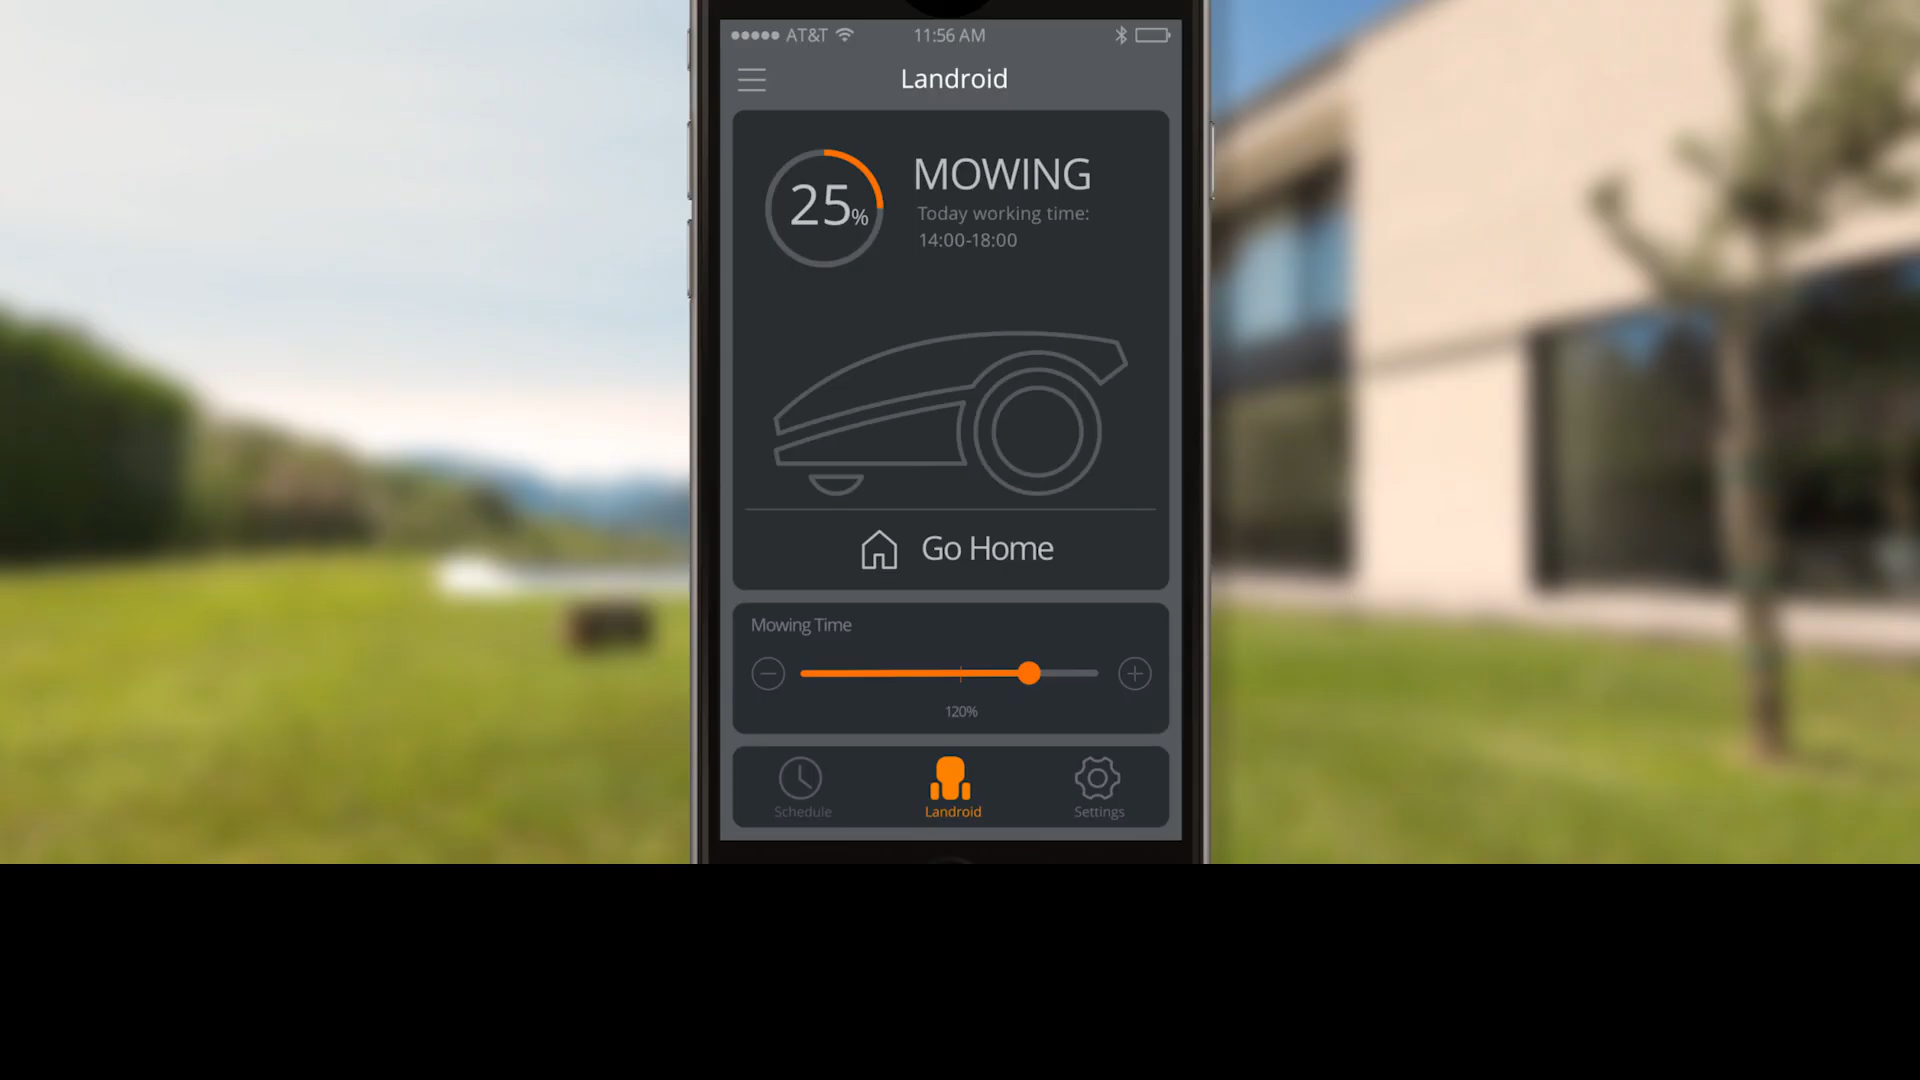 AT&T 11:56 AM
Landroid
25% MOWING
Today working time:
14:00-18:00
Go Home
Mowing Time
120%
Schedule Landroid Settings